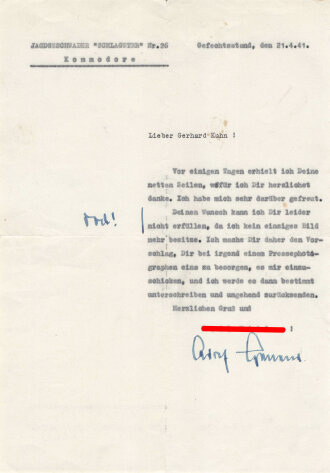 JAGDGESCHWADER "SCHLAGETER" Nr.26
Gefechtsstand, den 21.4.41.
Kommodore
Lieber Gerhard-Kohn !
Vor einigen Tagen erhielt ich Deine
netten Zeilen, wofür ich Dir herzlichst
danke. Ich habe mich sehr darüber gefreut.
Deinen Wunsch kann ich Dir leider
nicht erfüllen, da ich kein einziges Bild
mehr besitze. Ich mache Dir daher den Vor-
schlag, Dir bei irgend einem Pressephoto-
graphen eins zu besorgen, es mir einzu-
schicken, und ich werde es dann bestimmt
unterschreiben und umgehend zurücksenden.
Herzlichen Gruß und
!
Adolf